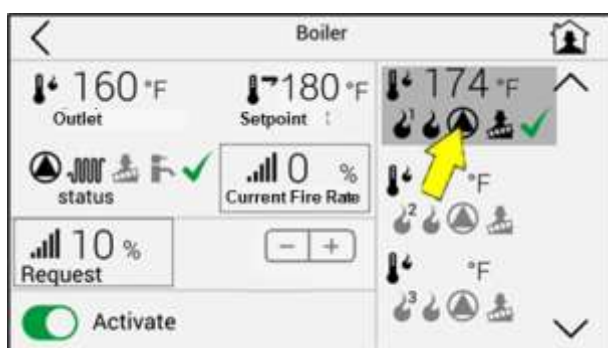 Boiler
160 °F
Outlet
180 °F
Setpoint :
status
0 %
Current Fire Rate
10 %
Request
- +
Activate
174 °F
1
°F
2
°F
3